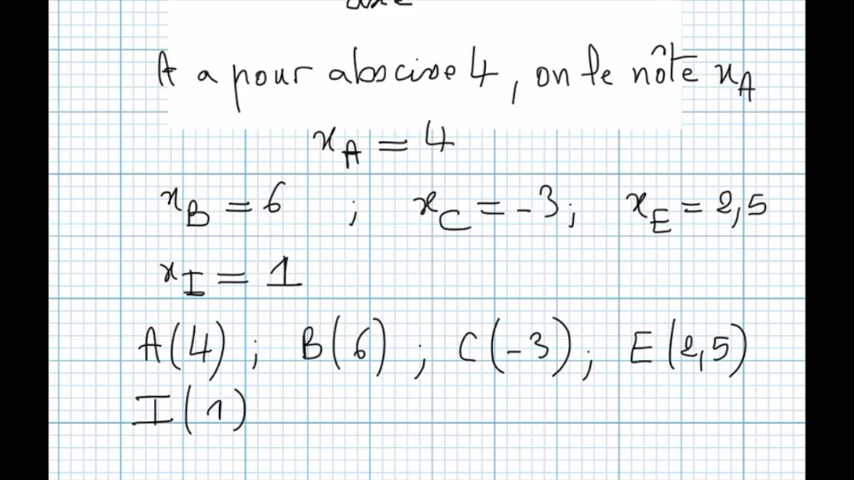 A a pour abscisse 4, on le nôte xA
xA = 4
xB = 6 ; xC = -3; xE = 2,5
xI = 1
A(4) ; B(6) ; C(-3) ; E(2,5)
I(1)